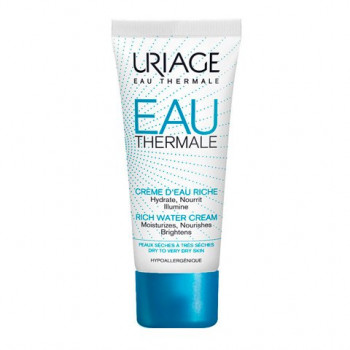 URIAGE
EAU THERMALE
EAU
THERMALE
CRÈME D'EAU RICHE
Hydrate, Nourrit
Illumine
RICH WATER CREAM
Moisturizes, Nourishes
Brightens
PEAUX SÈCHES À TRÈS SÈCHES
DRY TO VERY DRY SKIN
HYPOALLERGÉNIQUE